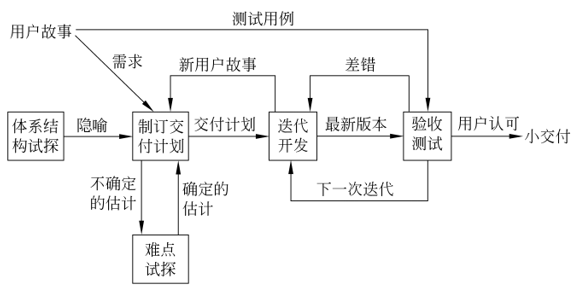 测试用例
用户故事
需求
新用户故事
差错
体系结
构试探
隐喻
制订交
付计划
交付计划
迭代
开发
最新版本
验收
测试
用户认可
小交付
不确定
的估计
确定的
估计
下一次迭代
难点
试探